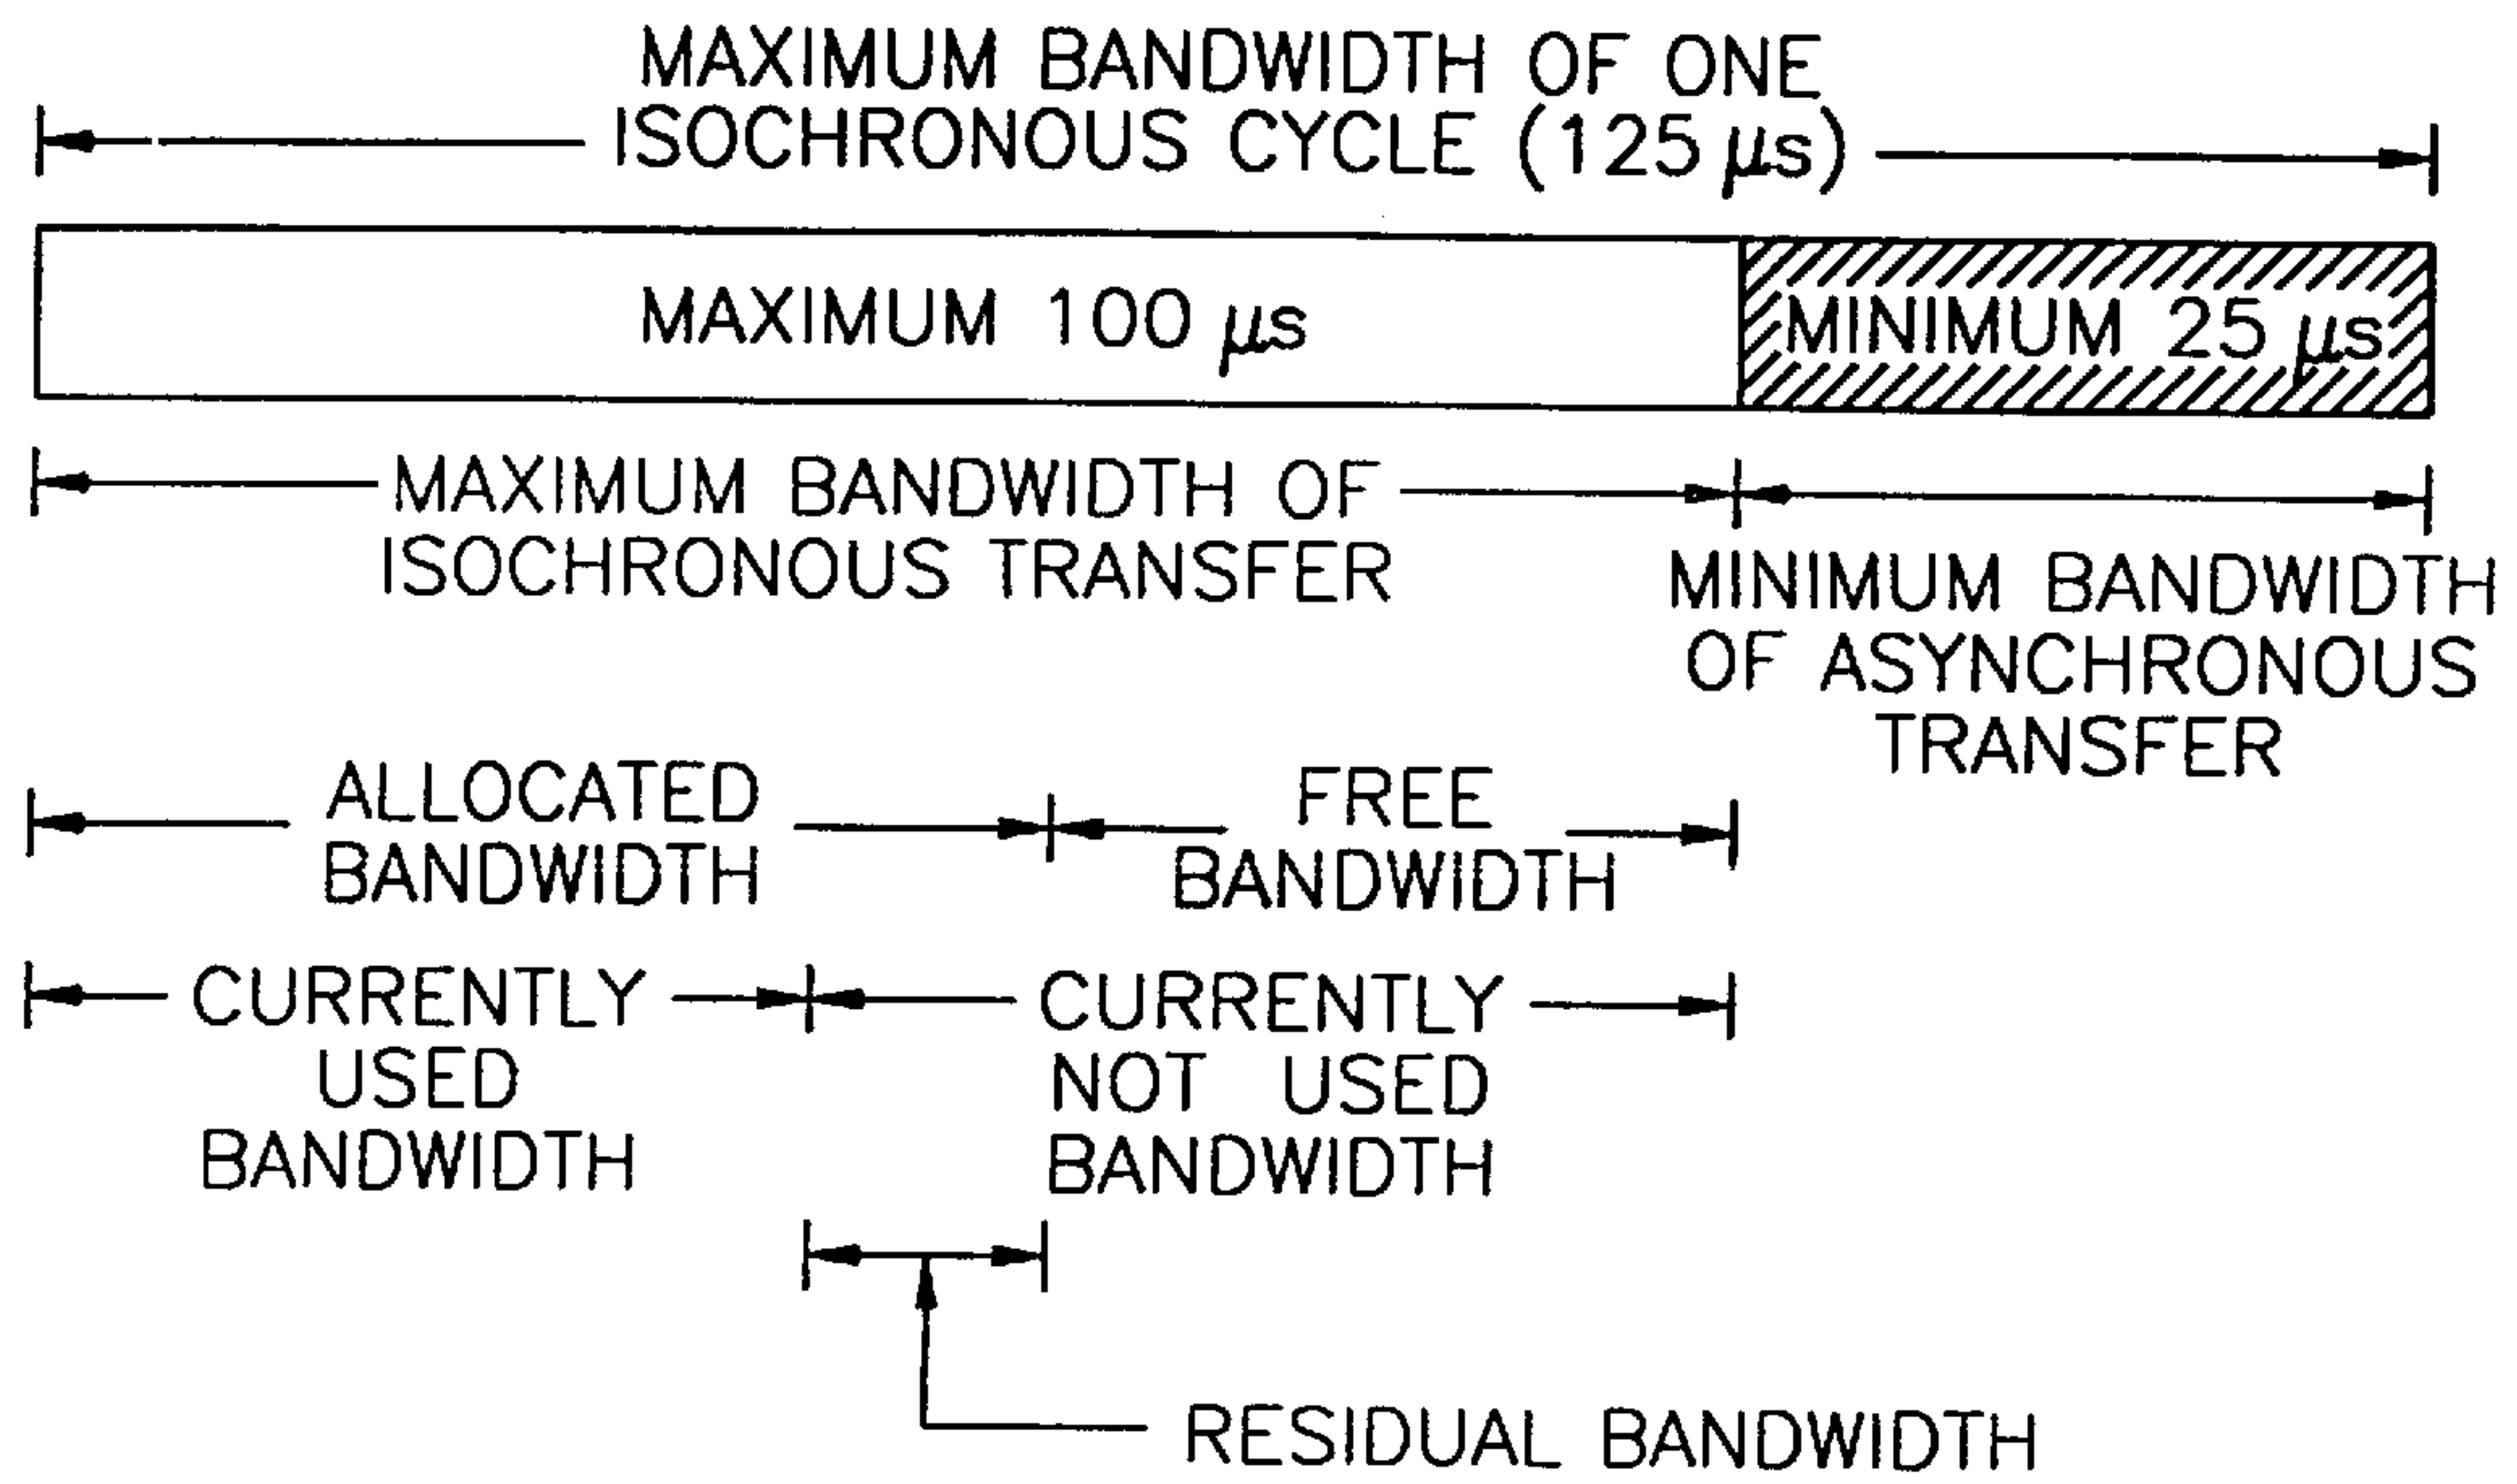 MAXIMUM BANDWIDTH OF ONE
ISOCHRONOUS CYCLE (125 µs)
MAXIMUM 100 µs
MINIMUM 25 µs
MAXIMUM BANDWIDTH OF
ISOCHRONOUS TRANSFER
MINIMUM BANDWIDTH
OF ASYNCHRONOUS
TRANSFER
ALLOCATED
BANDWIDTH
FREE
BANDWIDTH
CURRENTLY
USED
BANDWIDTH
CURRENTLY
NOT USED
BANDWIDTH
RESIDUAL BANDWIDTH